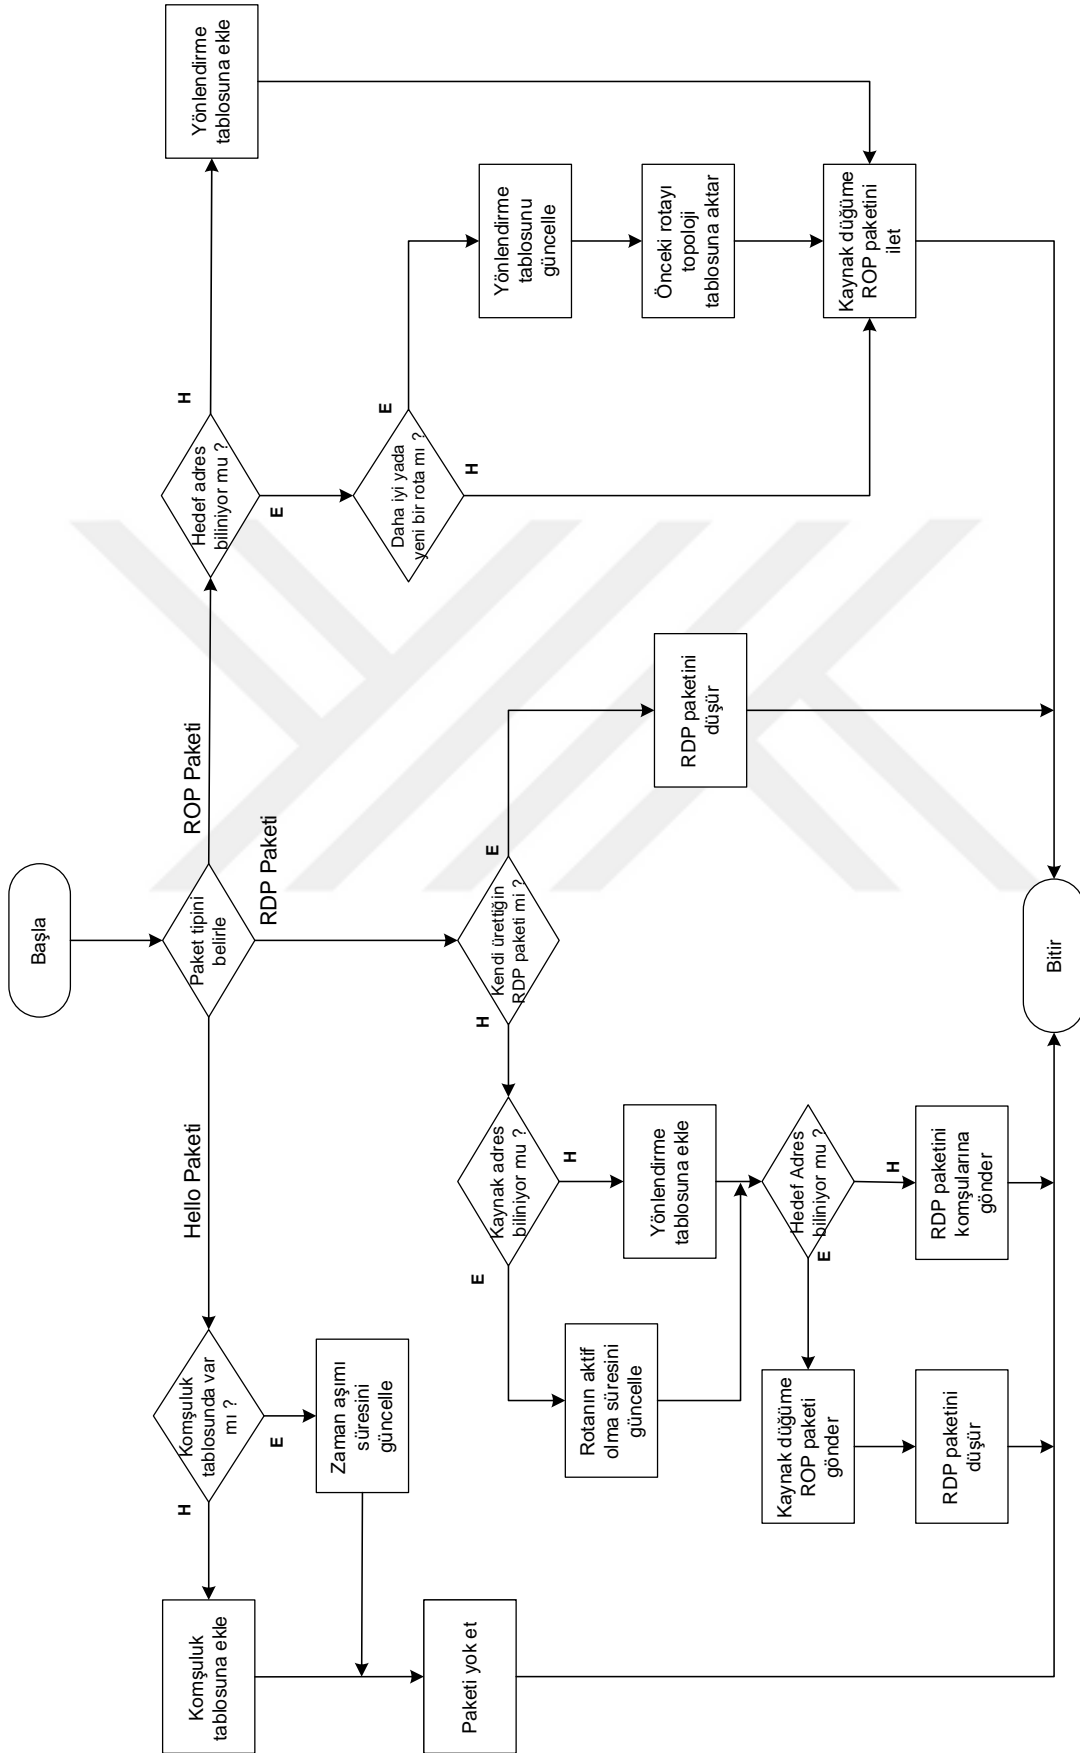 Başla
Paket tipini
belirle
Hello Paketi
RDP Paketi
ROP Paketi
Komşuluk
tablosunda var
mı ?
H
E
Komşuluk
tablosuna ekle
Zaman aşımı
süresini
güncelle
Paketi yok et
Kendi ürettiğin
RDP paketi mi ?
H
E
Kaynak adres
biliniyor mu ?
E
H
Rotanın aktif
olma süresini
güncelle
Yönlendirme
tablosuna ekle
Hedef Adres
biliniyor mu ?
E
H
Kaynak düğüme
ROP paketi
gönder
RDP paketini
düşür
RDP paketini
komşularına
gönder
RDP paketini
düşür
Hedef adres
biliniyor mu ?
H
E
Yönlendirme
tablosuna ekle
Daha iyi yada
yeni bir rota mı ?
E
H
Yönlendirme
tablosunu
güncelle
Önceki rotayı
topoloji
tablosuna aktar
Kaynak düğüme
ROP paketini
ilet
Bitir